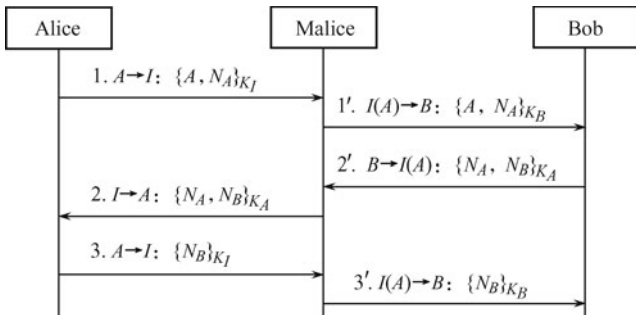 Alice Malice Bob
1. A→I: {A, N_A}_{K_I}
1′. I(A)→B: {A, N_A}_{K_B}
2′. B→I(A): {N_A, N_B}_{K_A}
2. I→A: {N_A, N_B}_{K_A}
3. A→I: {N_B}_{K_I}
3′. I(A)→B: {N_B}_{K_B}